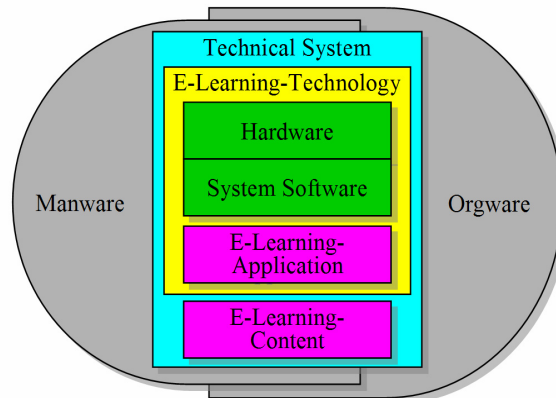 Technical System
E-Learning-Technology
Hardware
System Software
Manware
Orgware
E-Learning-
Application
E-Learning-
Content